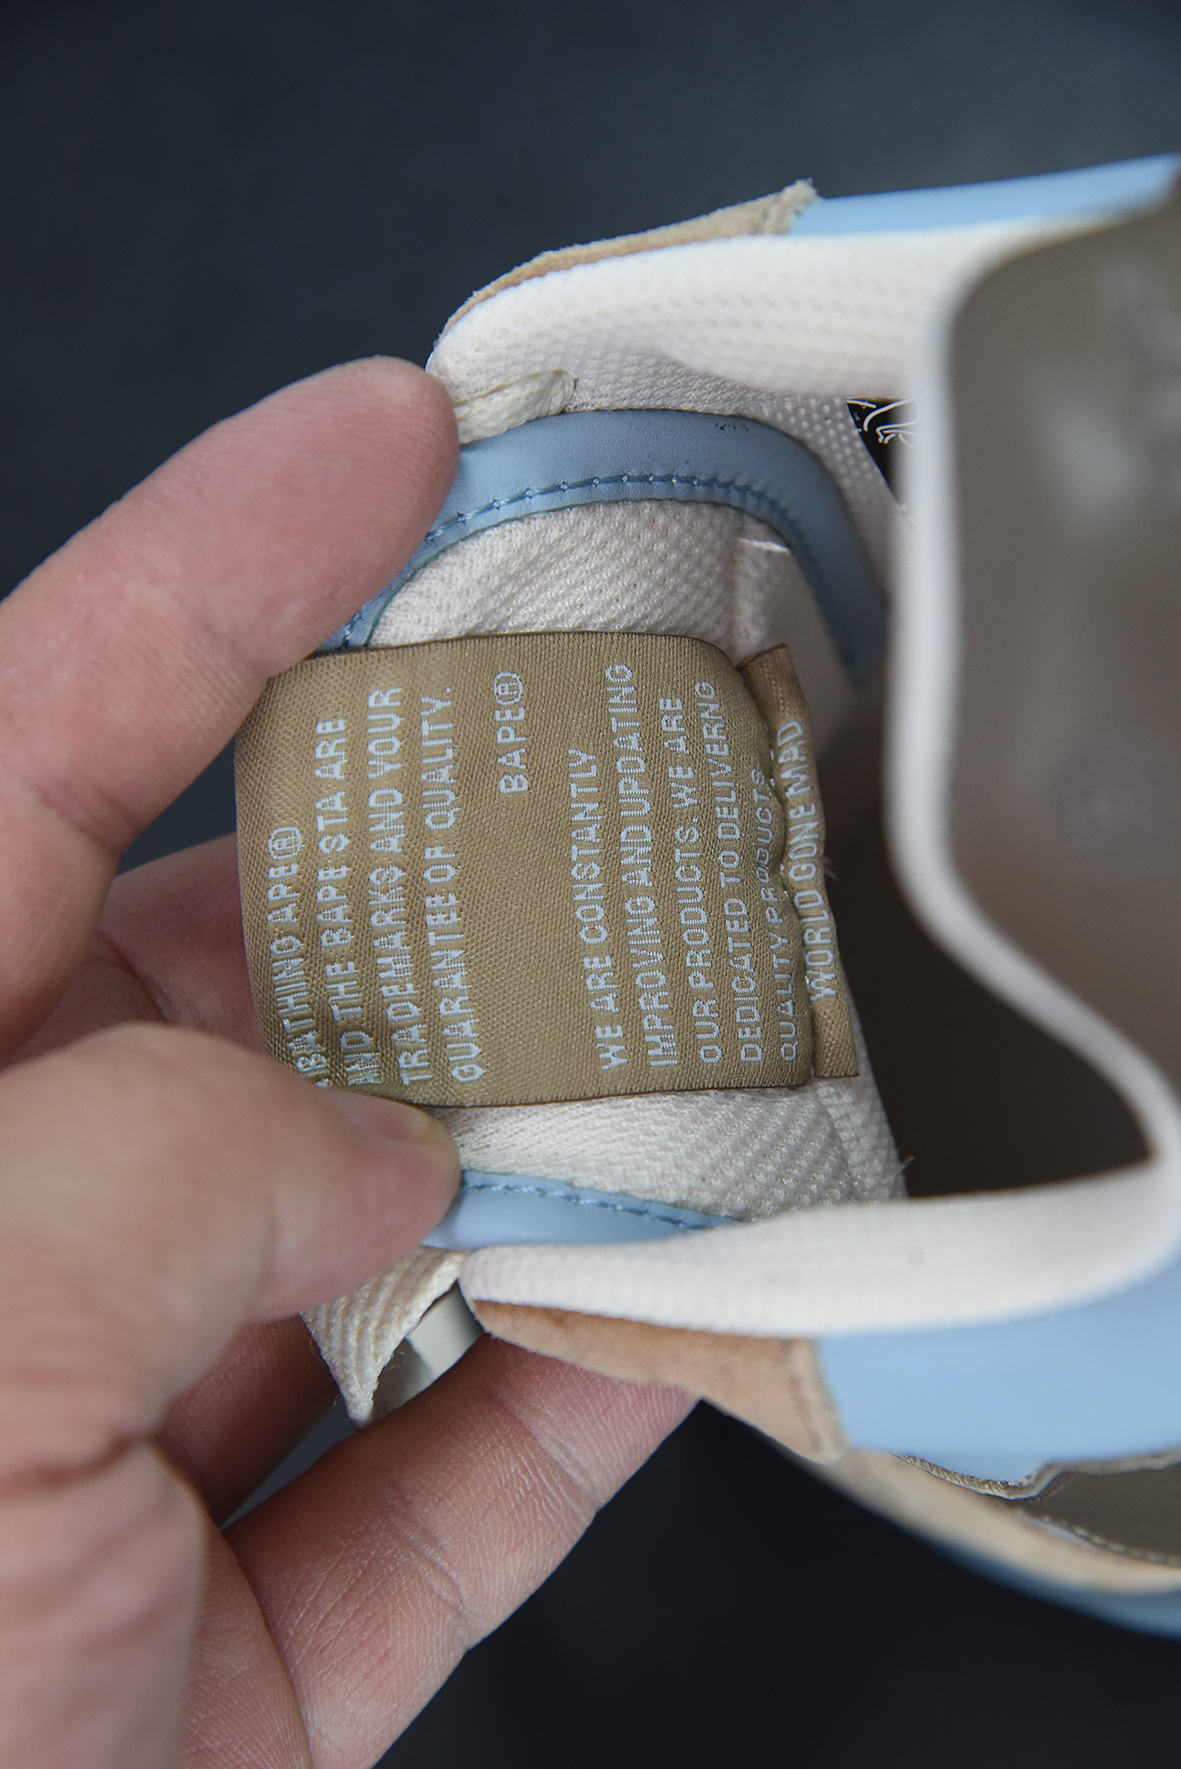 BATHING APE®
AND THE BAPE STA ARE
TRADEMARKS AND YOUR
GUARANTEE OF QUALITY.
BAPE®
WE ARE CONSTANTLY
IMPROVING AND UPDATING
OUR PRODUCTS. WE ARE
DEDICATED TO DELIVERNG
QUALITY PRODUCTS.
WORLD GONE MAD